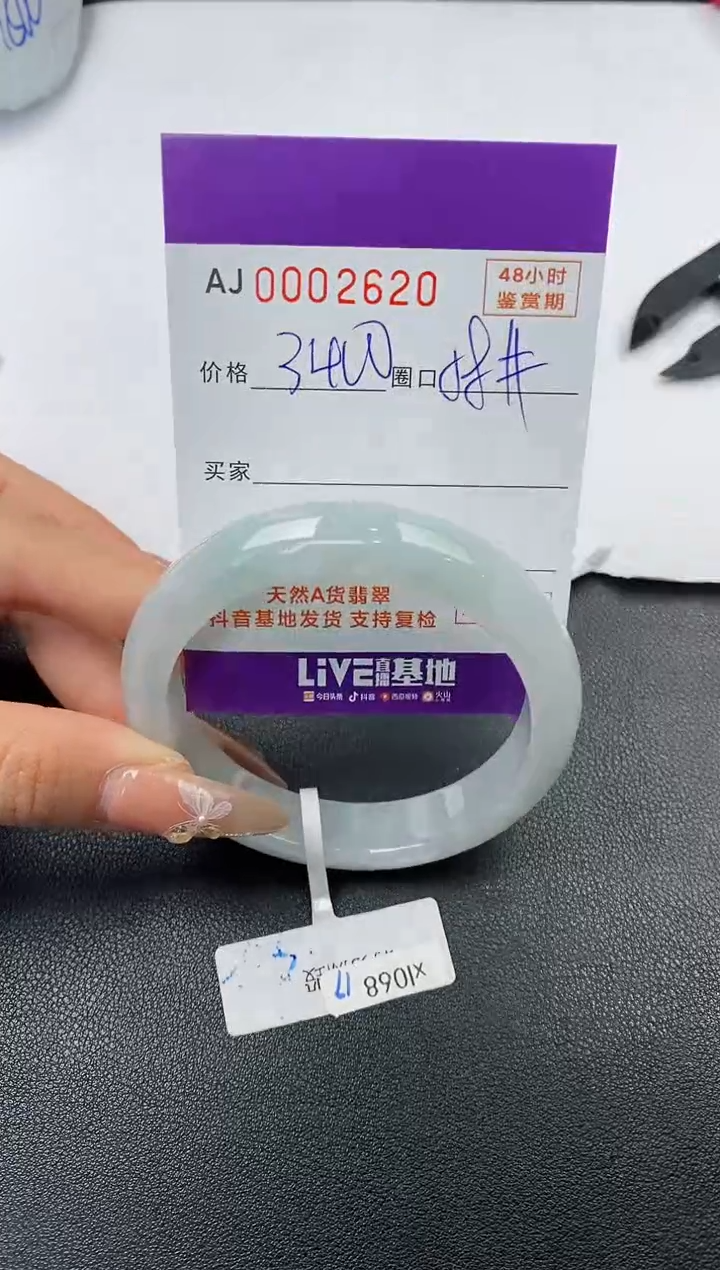 AJ 0002620
48小时
鉴赏期
价格 3400 圈口 58#
买家
天然A货翡翠
抖音基地发货 支持复检
LiVE直播基地
今日头条 抖音 西瓜视频 火山
xl068
17